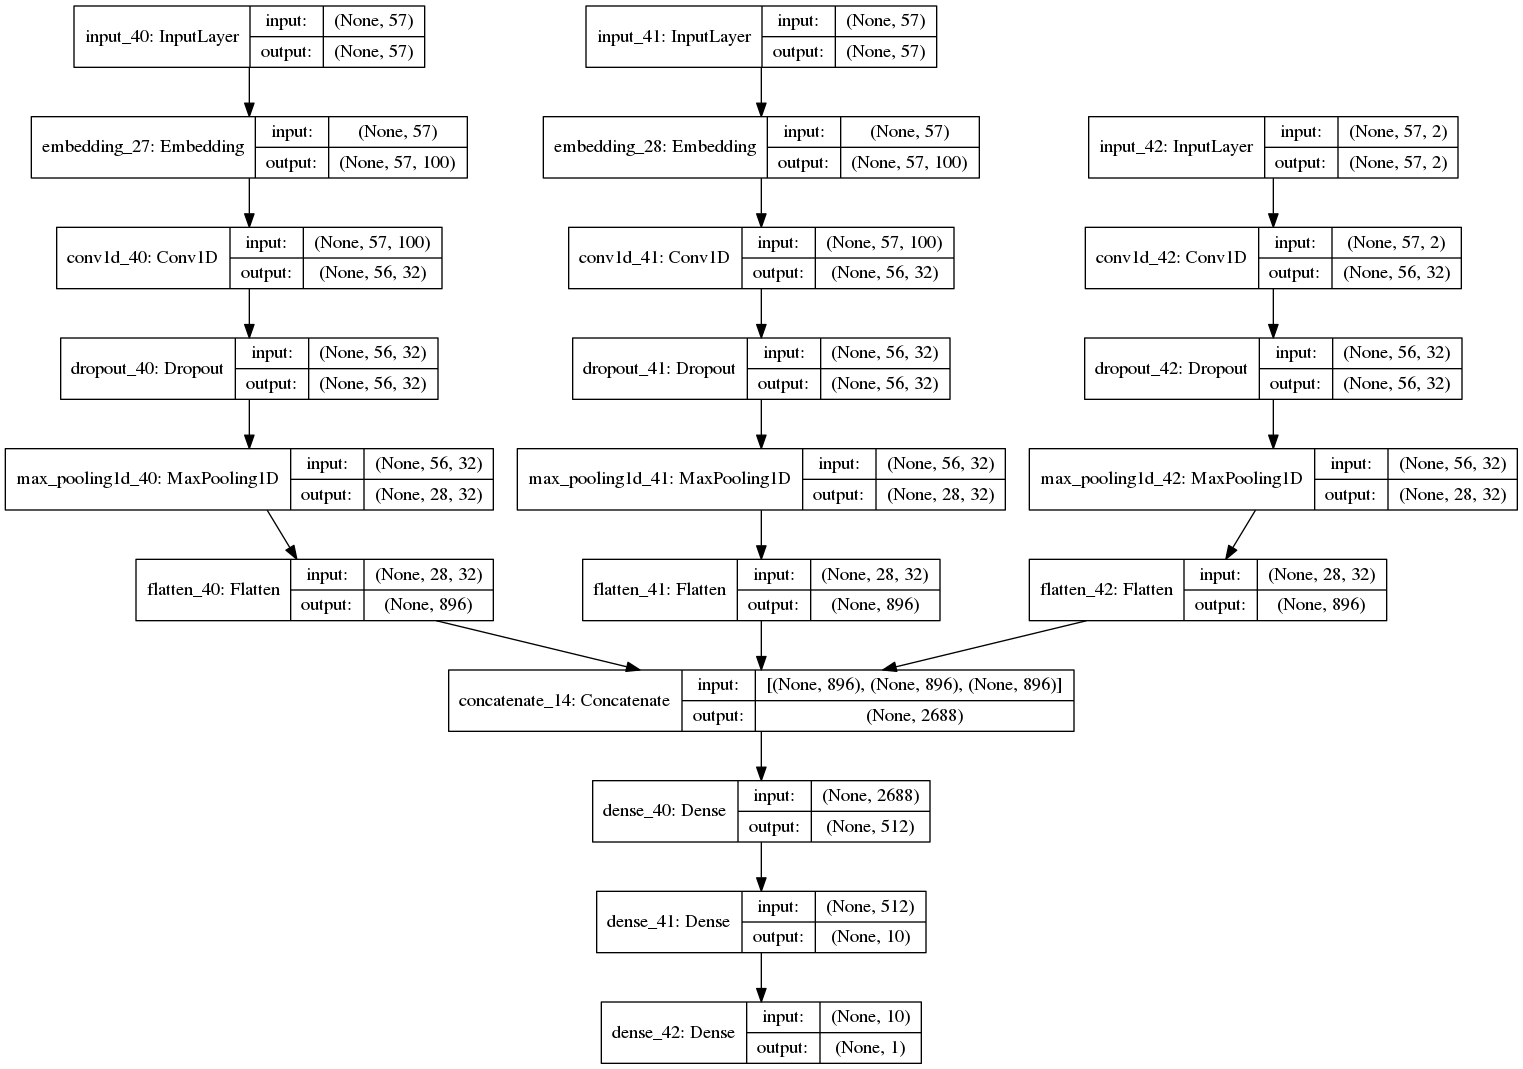 input_40: InputLayer
input: (None, 57)
output: (None, 57)
input_41: InputLayer
input: (None, 57)
output: (None, 57)
embedding_27: Embedding
input: (None, 57)
output: (None, 57, 100)
embedding_28: Embedding
input: (None, 57)
output: (None, 57, 100)
input_42: InputLayer
input: (None, 57, 2)
output: (None, 57, 2)
conv1d_40: Conv1D
input: (None, 57, 100)
output: (None, 56, 32)
conv1d_41: Conv1D
input: (None, 57, 100)
output: (None, 56, 32)
conv1d_42: Conv1D
input: (None, 57, 2)
output: (None, 56, 32)
dropout_40: Dropout
input: (None, 56, 32)
output: (None, 56, 32)
dropout_41: Dropout
input: (None, 56, 32)
output: (None, 56, 32)
dropout_42: Dropout
input: (None, 56, 32)
output: (None, 56, 32)
max_pooling1d_40: MaxPooling1D
input: (None, 56, 32)
output: (None, 28, 32)
max_pooling1d_41: MaxPooling1D
input: (None, 56, 32)
output: (None, 28, 32)
max_pooling1d_42: MaxPooling1D
input: (None, 56, 32)
output: (None, 28, 32)
flatten_40: Flatten
input: (None, 28, 32)
output: (None, 896)
flatten_41: Flatten
input: (None, 28, 32)
output: (None, 896)
flatten_42: Flatten
input: (None, 28, 32)
output: (None, 896)
concatenate_14: Concatenate
input: [(None, 896), (None, 896), (None, 896)]
output: (None, 2688)
dense_40: Dense
input: (None, 2688)
output: (None, 512)
dense_41: Dense
input: (None, 512)
output: (None, 10)
dense_42: Dense
input: (None, 10)
output: (None, 1)